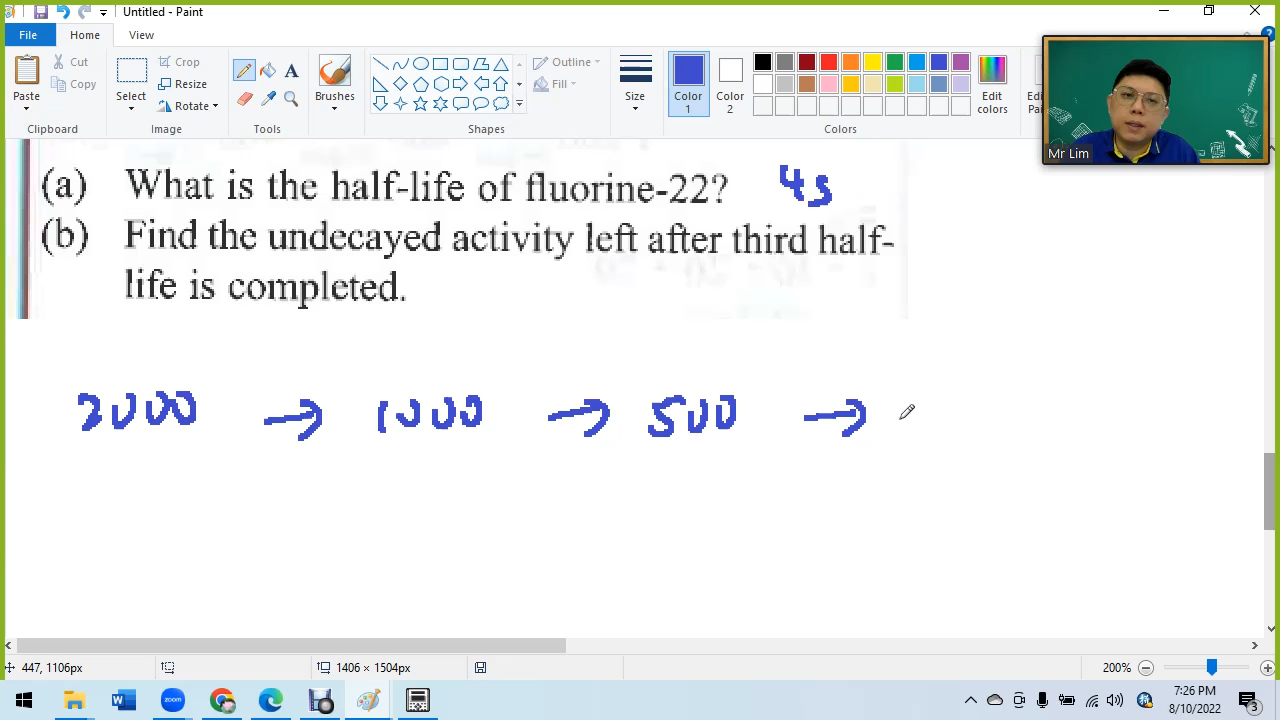 Untitled - Paint
File Home View
Paste
Cut
Copy
Clipboard
Select
Crop
Resize
Rotate
Image
A
Tools
Brushes
Outline
Fill
Shapes
Size
Color 1
Color 2
Edit colors
Colors
Mr Lim
(a) What is the half-life of fluorine-22? 4s
(b) Find the undecayed activity left after third half-
life is completed.
2000 → 1000 → 500 →
447, 1106px
1406 × 1504px
200%
7:26 PM
8/10/2022
3